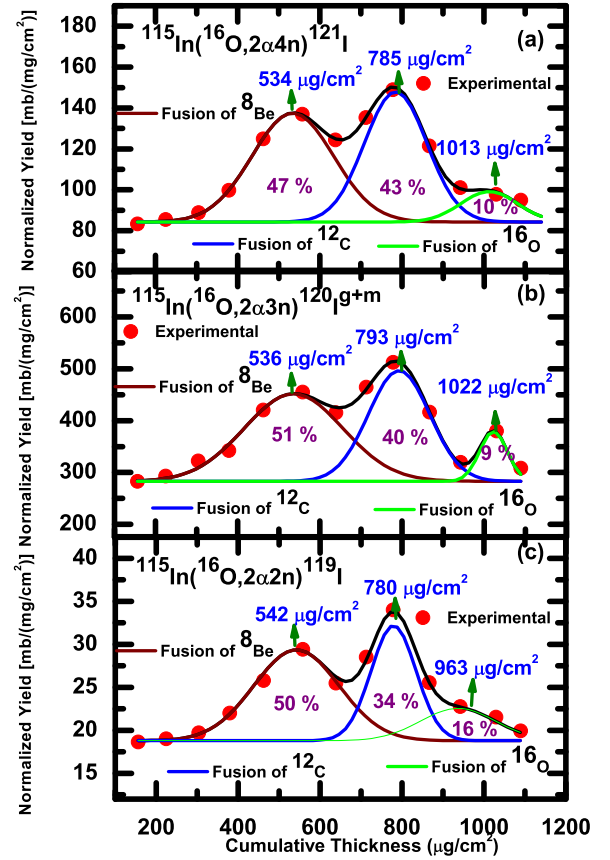 180
160
140
120
100
80
60
Normalized Yield [mb/(mg/cm²)]
¹¹⁵In(¹⁶O,2α4n)¹²¹I
(a)
785 μg/cm²
534 μg/cm²
Experimental
Fusion of ⁸Be
1013 μg/cm²
47 %
43 %
10 %
Fusion of ¹²C
Fusion of ¹⁶O
600
500
400
300
200
Normalized Yield [mb/(mg/cm²)]
¹¹⁵In(¹⁶O,2α3n)¹²⁰Iᵍ⁺ᵐ
(b)
Experimental
793 μg/cm²
536 μg/cm²
Fusion of ⁸Be
1022 μg/cm²
51 %
40 %
9 %
Fusion of ¹²C
Fusion of ¹⁶O
40
35
30
25
20
15
Normalized Yield [mb/(mg/cm²)]
¹¹⁵In(¹⁶O,2α2n)¹¹⁹I
(c)
780 μg/cm²
542 μg/cm²
Experimental
Fusion of ⁸Be
963 μg/cm²
50 %
34 %
16 %
Fusion of ¹²C
Fusion of ¹⁶O
200 400 600 800 1000 1200
Cumulative Thickness (μg/cm²)